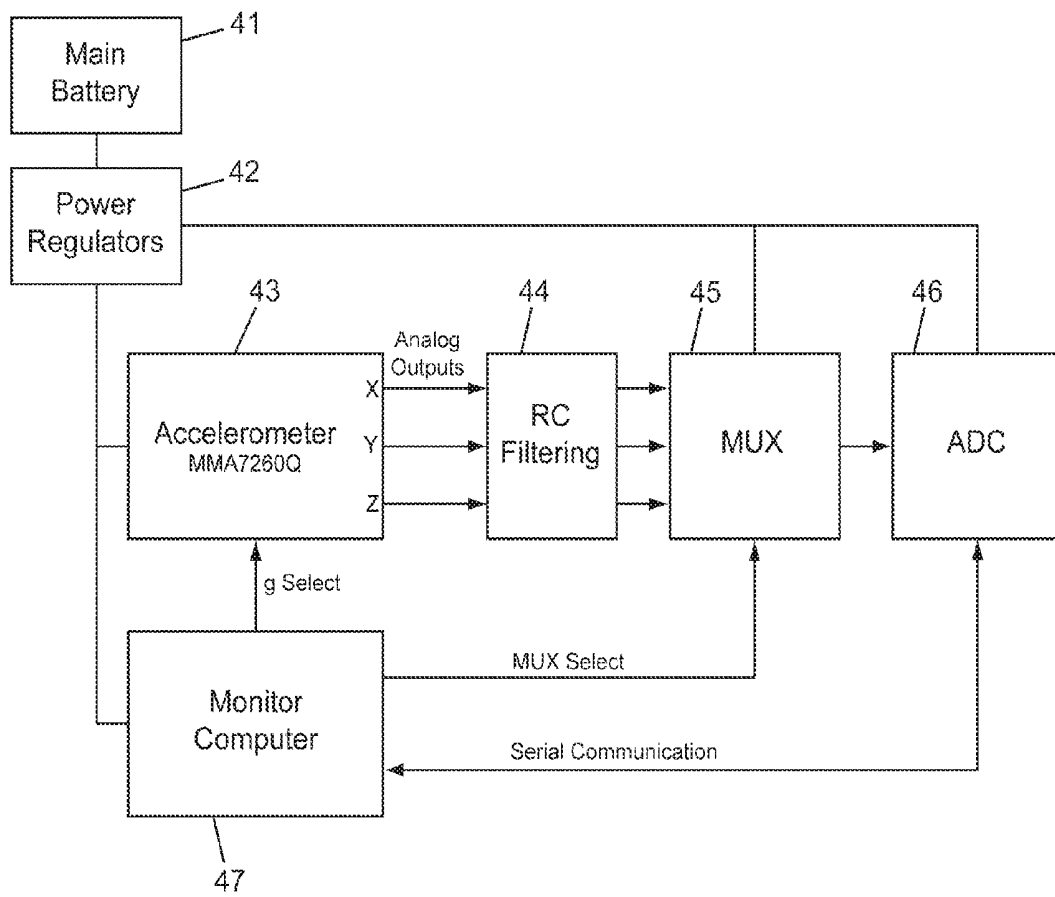 41
Main
Battery
42
Power
Regulators
43
44
45
46
Analog
Outputs
X
Y
Z
Accelerometer
MMA7260Q
RC
Filtering
MUX
ADC
g Select
MUX Select
Monitor
Computer
Serial Communication
47